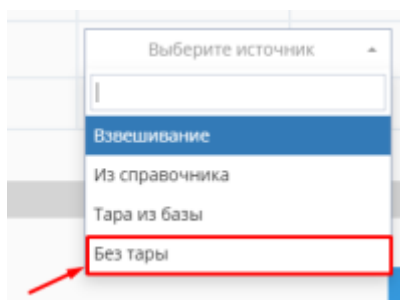 Выберите источник
Взвешивание
Из справочника
Тара из базы
Без тары